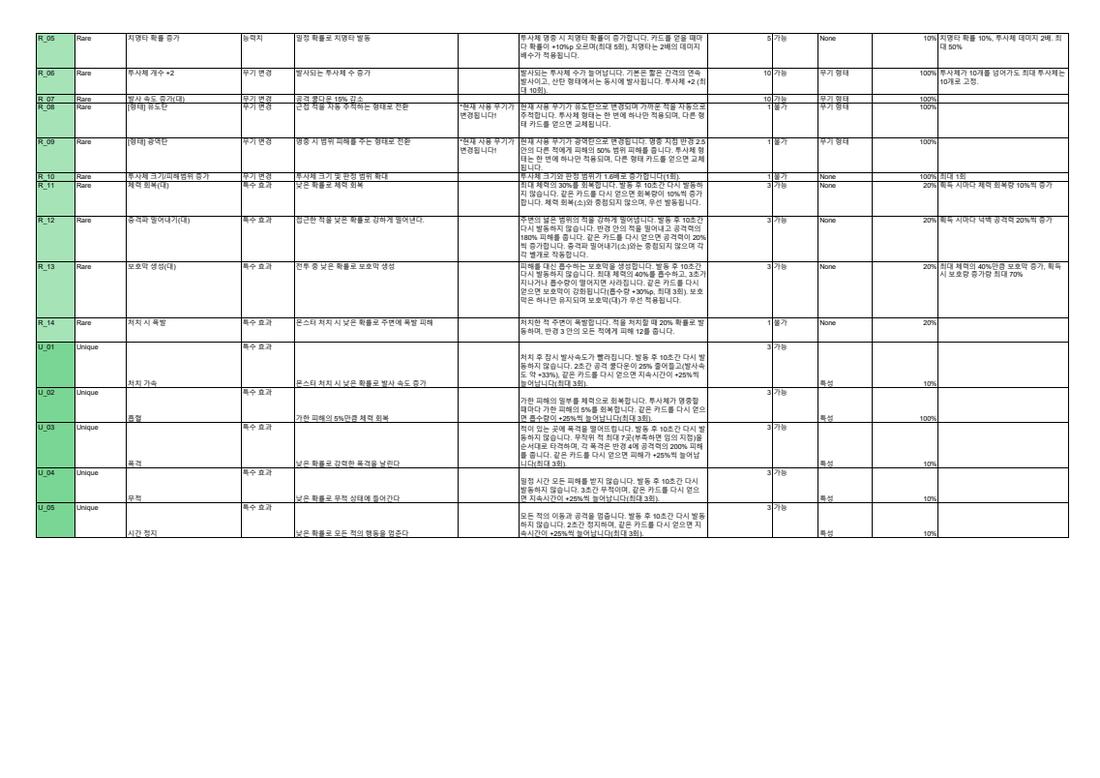 R_05 Rare 치명타 확률 증가 능력치 일정 확률로 치명타 발동 투사체 명중 시 치명타 확률이 증가합니다. 카드를 얻을 때마 5 가능 None 10% 치명타 확률 10%, 투사체 데미지 2배. 최
다 확률이 +10%p 오르며(최대 5회), 치명타는 2배의 데미지 대 50%
배수가 적용됩니다.
R_06 Rare 투사체 개수 +2 무기 변경 발사되는 투사체 수 증가 발사되는 투사체 수가 늘어납니다. 기본은 짧은 간격의 연속 10 가능 무기 형태 100% 투사체가 10개를 넘어가도 최대 투사체는
발사이고, 산탄 형태에서는 동시에 발사됩니다. 투사체 +2 (최 10개로 고정.
대 10회).
R_07 Rare 발사 속도 증가(대) 무기 변경 공격 쿨다운 15% 감소 10 가능 무기 형태 100%
R_08 Rare [형태] 유도탄 무기 변경 근접 적을 자동 추적하는 형태로 전환 *현재 사용 무기가 현재 사용 무기가 유도탄으로 변경되며 가까운 적을 자동으로 1 불가 무기 형태 100%
변경됩니다! 추적합니다. 투사체 형태는 한 번에 하나만 적용되며, 다른 형
태 카드를 얻으면 교체됩니다.
R_09 Rare [형태] 광역탄 무기 변경 명중 시 범위 피해를 주는 형태로 전환 *현재 사용 무기가 현재 사용 무기가 광역탄으로 변경됩니다. 명중 지점 반경 2.5 1 불가 무기 형태 100%
변경됩니다! 안의 다른 적에게 피해의 50% 범위 피해를 줍니다. 투사체 형
태는 한 번에 하나만 적용되며, 다른 형태 카드를 얻으면 교체
됩니다.
R_10 Rare 투사체 크기/피해범위 증가 무기 변경 투사체 크기 및 판정 범위 확대 투사체 크기와 판정 범위가 1.6배로 증가합니다(1회). 1 불가 무기 형태 100% 최대 1회
R_11 Rare 체력 회복(대) 특수 효과 낮은 확률로 체력 회복 최대 체력의 30%를 회복합니다. 발동 후 10초간 다시 발동하 3 가능 None 20% 획득 시마다 체력 회복량 10%씩 증가
지 않습니다. 같은 카드를 다시 얻으면 회복량이 10%씩 증가
합니다. 체력 회복(소)와 중첩되지 않으며, 우선 발동됩니다.
R_12 Rare 충격파 밀어내기(대) 특수 효과 접근한 적을 낮은 확률로 강하게 밀어낸다. 주변의 넓은 범위의 적을 강하게 밀어냅니다. 발동 후 10초간 3 가능 None 20% 획득 시마다 넉백 공격력 20%씩 증가
다시 발동하지 않습니다. 반경 안의 적을 밀어내고 공격력의
180% 피해를 줍니다. 같은 카드를 다시 얻으면 공격력이 20%
씩 증가합니다. 충격파 밀어내기(소)와는 중첩되지 않으며 각
각 별개로 작동합니다.
R_13 Rare 보호막 생성(대) 특수 효과 전투 중 낮은 확률로 보호막 생성 피해를 대신 흡수하는 보호막을 생성합니다. 발동 후 10초간 3 가능 None 20% 최대 체력의 40%만큼 보호막 증가, 획득
다시 발동하지 않습니다. 최대 체력의 40%를 흡수하고, 3초가 시 보호량 증가량 최대 70%
지나거나 흡수량이 떨어지면 사라집니다. 같은 카드를 다시
얻으면 보호막이 강화됩니다(흡수량 +30%p, 최대 3회). 보호
막은 하나만 유지되며 보호막(대)가 우선 적용됩니다.
R_14 Rare 처치 시 폭발 특수 효과 몬스터 처치 시 낮은 확률로 주변에 폭발 피해 처치한 적 주변이 폭발합니다. 적을 처치할 때 20% 확률로 발 1 불가 None 20%
동하며, 반경 3 안의 모든 적에게 피해 12를 줍니다.
U_01 Unique 특수 효과 3 가능
처치 후 잠시 발사속도가 빨라집니다. 발동 후 10초간 다시 발
동하지 않습니다. 2초간 공격 쿨다운이 25% 줄어들고(발사속
도 약 +33%), 같은 카드를 다시 얻으면 지속시간이 +25%씩
처치 가속 몬스터 처치 시 낮은 확률로 발사 속도 증가 늘어납니다(최대 3회). 특성 10%
U_02 Unique 특수 효과 3 가능
가한 피해의 일부를 체력으로 회복합니다. 투사체가 명중할
때마다 가한 피해의 5%를 회복합니다. 같은 카드를 다시 얻으
흡혈 가한 피해의 5%만큼 체력 회복 면 흡수량이 +25%씩 늘어납니다(최대 3회). 특성 100%
U_03 Unique 특수 효과 적이 있는 곳에 폭격을 떨어뜨립니다. 발동 후 10초간 다시 발 3 가능
동하지 않습니다. 무작위 적 최대 7곳(부족하면 임의 지점)을
순서대로 타격하며, 각 폭격은 반경 4에 공격력의 200% 피해
를 줍니다. 같은 카드를 다시 얻으면 피해가 +25%씩 늘어납
폭격 낮은 확률로 강력한 폭격을 날린다 니다(최대 3회). 특성 10%
U_04 Unique 특수 효과 3 가능
일정 시간 모든 피해를 받지 않습니다. 발동 후 10초간 다시
발동하지 않습니다. 3초간 무적이며, 같은 카드를 다시 얻으
무적 낮은 확률로 무적 상태에 들어간다 면 지속시간이 +25%씩 늘어납니다(최대 3회). 특성 10%
U_05 Unique 특수 효과 3 가능
모든 적의 이동과 공격을 멈춥니다. 발동 후 10초간 다시 발동
하지 않습니다. 2초간 정지하며, 같은 카드를 다시 얻으면 지
시간 정지 낮은 확률로 모든 적의 행동을 멈춘다 속시간이 +25%씩 늘어납니다(최대 3회). 특성 10%